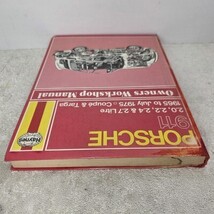 Haynes
PORSCHE
911
2.0, 2.2, 2.4 & 2.7 Litre
1965 July to 1975 □ Coupé & Targa
Owners Workshop Manual